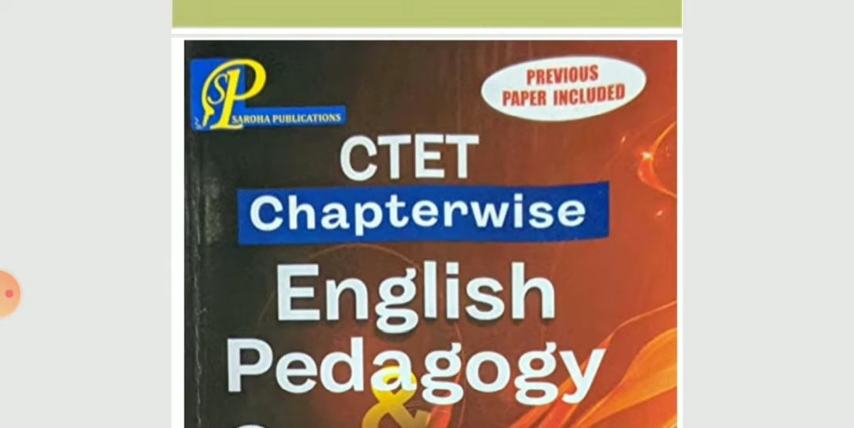 SP
SAROHA PUBLICATIONS
PREVIOUS
PAPER INCLUDED
CTET
Chapterwise
English
Pedagogy
&